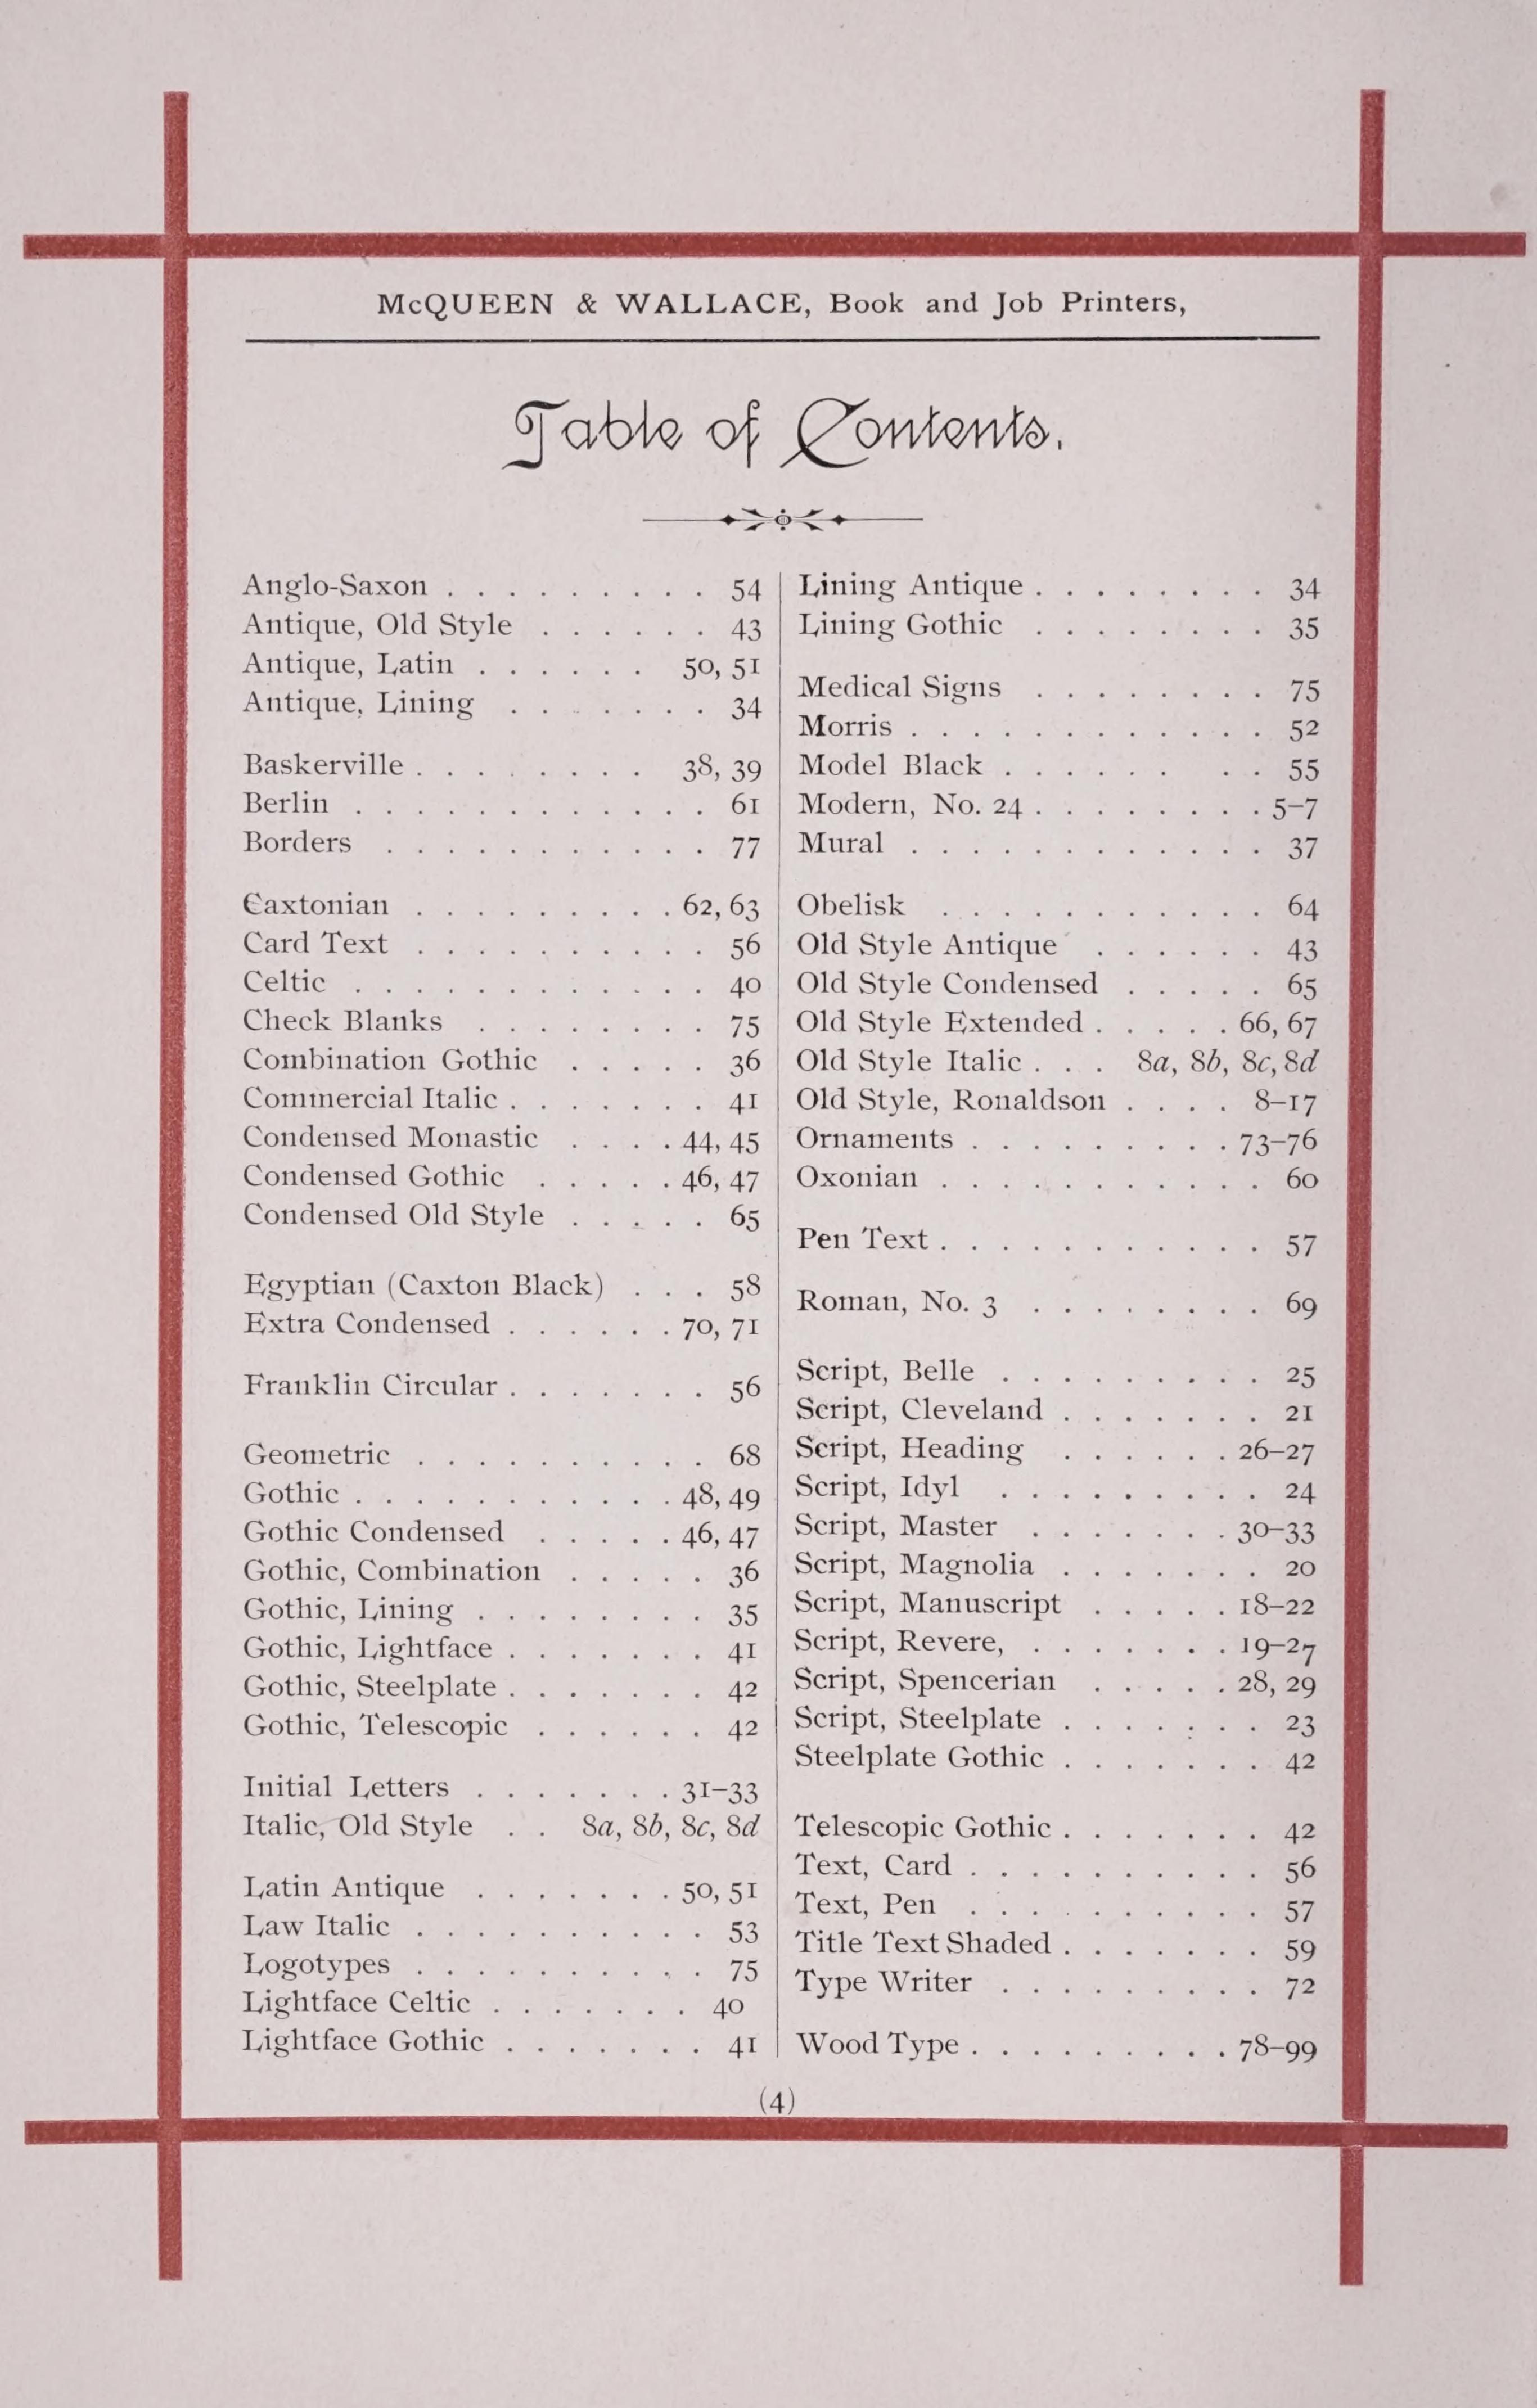 McQUEEN & WALLACE, Book and Job Printers,
Table of Contents.
Anglo-Saxon . . . . . . . . . 54
Antique, Old Style . . . . . . 43
Antique, Latin . . . . . . 50, 51
Antique, Lining . . . . . . . 34
Baskerville . . . . . . . . 38, 39
Berlin . . . . . . . . . . . . 61
Borders . . . . . . . . . . . 77
Caxtonian . . . . . . . . . 62, 63
Card Text . . . . . . . . . . 56
Celtic . . . . . . . . . . . . 40
Check Blanks . . . . . . . . 75
Combination Gothic . . . . . 36
Commercial Italic . . . . . . . 41
Condensed Monastic . . . . 44, 45
Condensed Gothic . . . . . 46, 47
Condensed Old Style . . . . . 65
Egyptian (Caxton Black) . . . 58
Extra Condensed . . . . . . 70, 71
Franklin Circular . . . . . . . 56
Geometric . . . . . . . . . . 68
Gothic . . . . . . . . . . . 48, 49
Gothic Condensed . . . . . 46, 47
Gothic, Combination . . . . . 36
Gothic, Lining . . . . . . . . 35
Gothic, Lightface . . . . . . . 41
Gothic, Steelplate . . . . . . . 42
Gothic, Telescopic . . . . . . 42
Initial Letters . . . . . . . 31–33
Italic, Old Style . . 8a, 8b, 8c, 8d
Latin Antique . . . . . . . 50, 51
Law Italic . . . . . . . . . . 53
Logotypes . . . . . . . . . . 75
Lightface Celtic . . . . . . . 40
Lightface Gothic . . . . . . . 41
Lining Antique . . . . . . . . 34
Lining Gothic . . . . . . . . 35
Medical Signs . . . . . . . . 75
Morris . . . . . . . . . . . . 52
Model Black . . . . . . . . 55
Modern, No. 24 . . . . . . . . 5–7
Mural . . . . . . . . . . . . 37
Obelisk . . . . . . . . . . . 64
Old Style Antique . . . . . . 43
Old Style Condensed . . . . . 65
Old Style Extended . . . . . 66, 67
Old Style Italic . . . 8a, 8b, 8c, 8d
Old Style, Ronaldson . . . . 8–17
Ornaments . . . . . . . . . 73–76
Oxonian . . . . . . . . . . . 60
Pen Text . . . . . . . . . . . 57
Roman, No. 3 . . . . . . . . 69
Script, Belle . . . . . . . . . 25
Script, Cleveland . . . . . . . 21
Script, Heading . . . . . . 26–27
Script, Idyl . . . . . . . . . 24
Script, Master . . . . . . . 30–33
Script, Magnolia . . . . . . . 20
Script, Manuscript . . . . . 18–22
Script, Revere, . . . . . . . 19–27
Script, Spencerian . . . . . 28, 29
Script, Steelplate . . . . . . . 23
Steelplate Gothic . . . . . . . 42
Telescopic Gothic . . . . . . . 42
Text, Card . . . . . . . . . . 56
Text, Pen . . . . . . . . . . 57
Title Text Shaded . . . . . . . 59
Type Writer . . . . . . . . . 72
Wood Type . . . . . . . . . 78–99
(4)